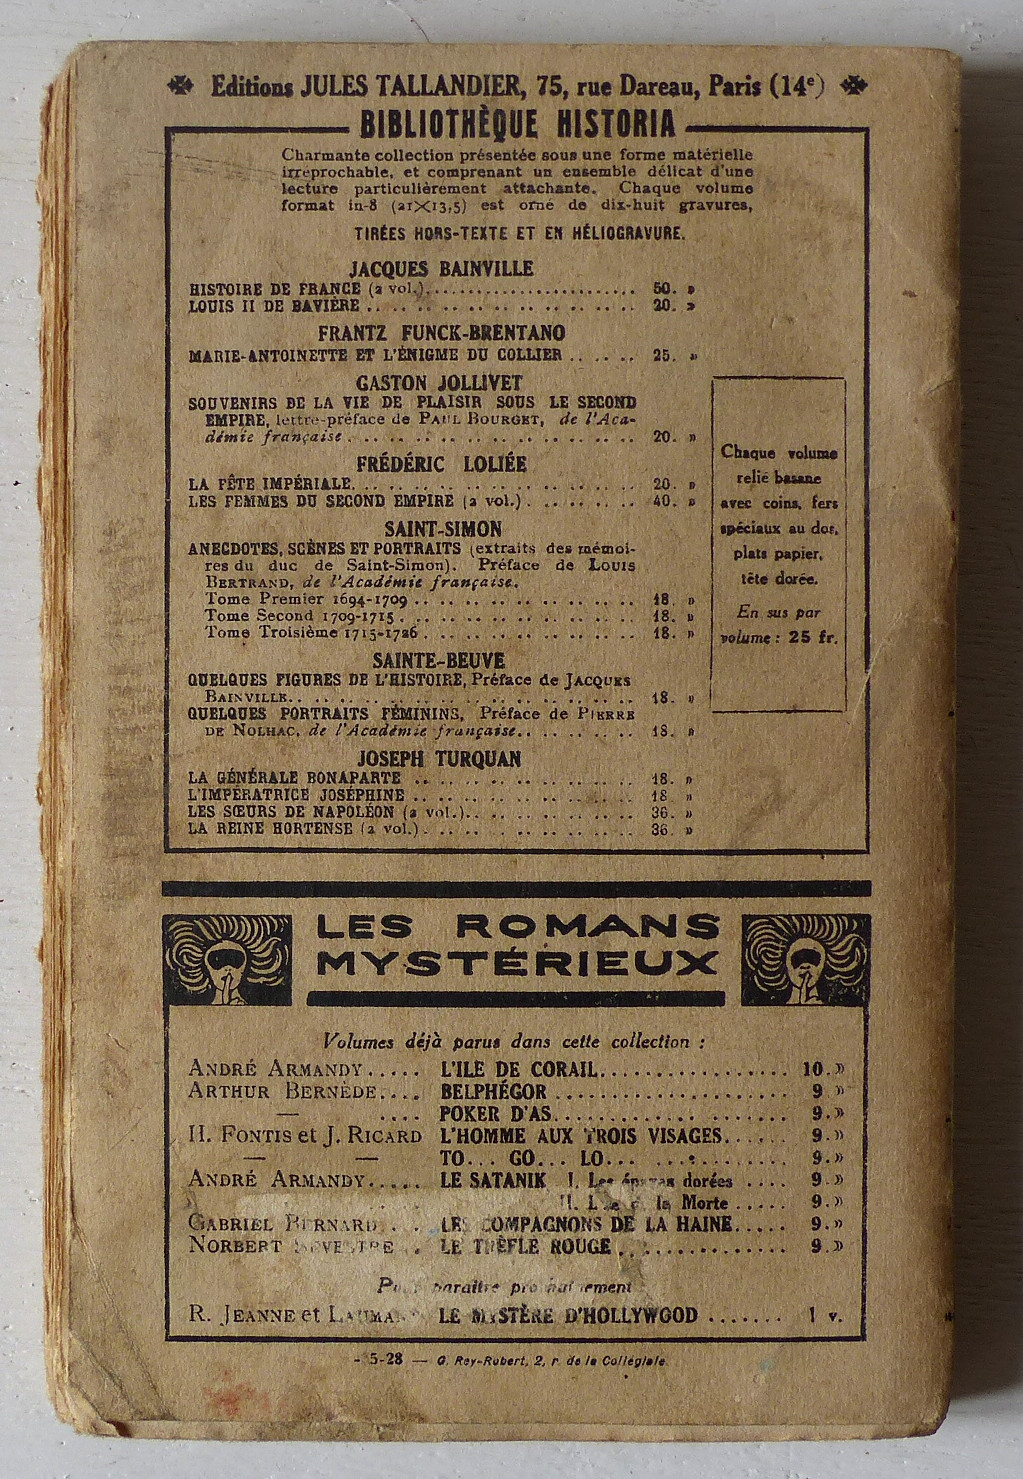 Editions JULES TALLANDIER, 75, rue Dareau, Paris (14e)
BIBLIOTHÈQUE HISTORIA
Charmante collection présentée sous une forme matérielle
irréprochable, et comprenant un ensemble délicat d'une
lecture particulièrement attachante. Chaque volume
format in-8 (21X13,5) est orné de dix-huit gravures,
TIRÉES HORS-TEXTE ET EN HÉLIOGRAVURE.
JACQUES BAINVILLE
HISTOIRE DE FRANCE (2 vol.)........................ 50. »
LOUIS II DE BAVIÈRE .................. 20. »
FRANTZ FUNCK-BRENTANO
MARIE-ANTOINETTE ET L'ÉNIGME DU COLLIER ...... 25. »
GASTON JOLLIVET
SOUVENIRS DE LA VIE DE PLAISIR SOUS LE SECOND
EMPIRE, lettre-préface de PAUL BOURGET, de l'Aca-
démie française .................. 20. »
FRÉDÉRIC LOLIÉE
LA FÊTE IMPÉRIALE.................. 20. »
LES FEMMES DU SECOND EMPIRE (2 vol.)......... 40. »
SAINT-SIMON
ANECDOTES, SCÈNES ET PORTRAITS (extraits des mémoi-
res du duc de Saint-Simon). Préface de LOUIS
BERTRAND, de l'Académie française.
Tome Premier 1694-1709 .............. 18. »
Tome Second 1709-1715 ............... 18. »
Tome Troisième 1715-1726 .............. 18. »
SAINTE-BEUVE
QUELQUES FIGURES DE L'HISTOIRE, Préface de JACQUES
BAINVILLE...................... 18. »
QUELQUES PORTRAITS FÉMININS, Préface de PIERRE
DE NOLHAC, de l'Académie française......... 18. »
JOSEPH TURQUAN
LA GÉNÉRALE BONAPARTE .............. 18. »
L'IMPÉRATRICE JOSÉPHINE .............. 18 »
LES SŒURS DE NAPOLÉON (2 vol.)........... 36. »
LA REINE HORTENSE (2 vol.)............. 36. »
Chaque volume
relié basane
avec coins, fers
spéciaux au dos,
plats papier,
tête dorée.
En sus par
volume : 25 fr.
LES ROMANS
MYSTÉRIEUX
Volumes déjà parus dans cette collection :
ANDRÉ ARMANDY..... L'ILE DE CORAIL................. 10.»
ARTHUR BERNÈDE.... BELPHÉGOR ..................... 9 »
— .... POKER D'AS..................... 9.»
H. FONTIS et J. RICARD L'HOMME AUX TROIS VISAGES...... 9.»
— — TO... GO... LO... ............ 9.»
ANDRÉ ARMANDY..... LE SATANIK I. Les dorées .... 9.»
» II. la Morte ..... 9.»
GABRIEL BERNARD . . LES COMPAGNONS DE LA HAINE..... 9.»
NORBERT SEVESTRE . LE TRÈFLE ROUGE ............... 9.»
Pour paraître prochainement
R. JEANNE et LE MYSTÈRE D'HOLLYWOOD ....... 1 v.
- 5-28 — G. Rey-Robert, 2, r. de la Collégiale.